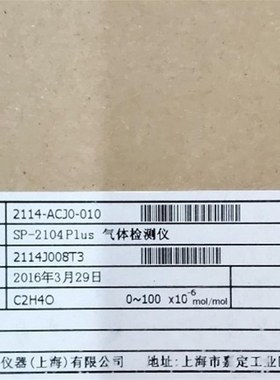 2114-ACJ0-010
SP-2104Plus 气体检测仪
2114J008T3
2016年3月29日
C2H4O 0~100 x10-6 mol/mol
仪器(上海)有限公司 地址:上海市嘉定工业